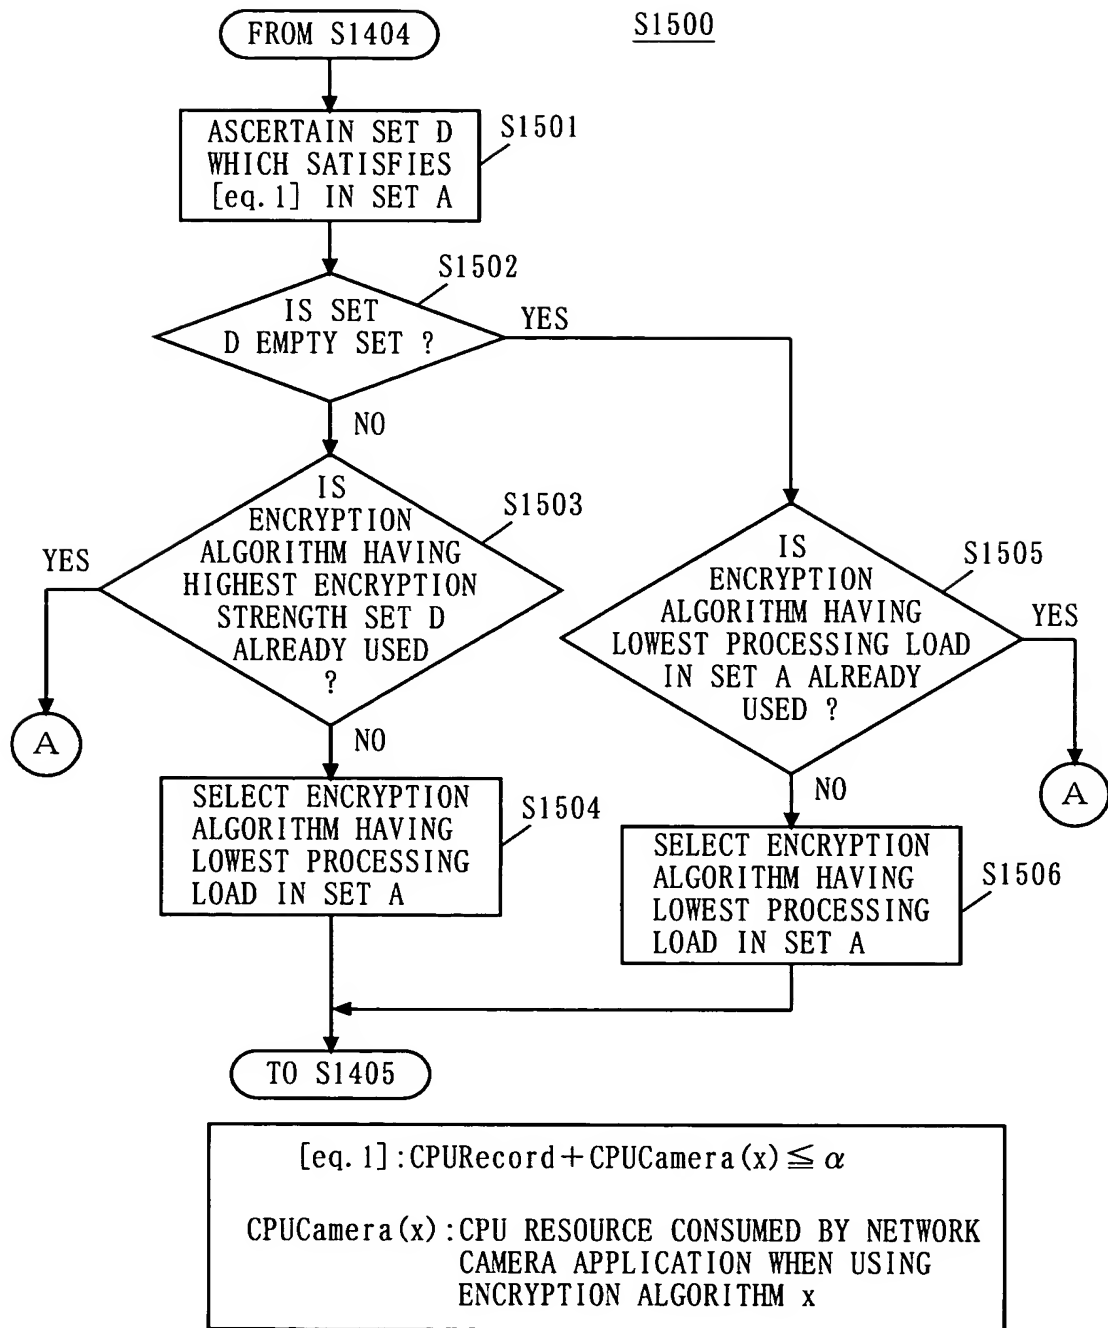 FROM S1404
S1500
ASCERTAIN SET D
WHICH SATISFIES
[eq. 1] IN SET A
S1501
S1502
IS SET
D EMPTY SET ?
YES
NO
IS
ENCRYPTION
ALGORITHM HAVING
HIGHEST ENCRYPTION
STRENGTH SET D
ALREADY USED
?
S1503
YES
A
NO
IS
ENCRYPTION
ALGORITHM HAVING
LOWEST PROCESSING LOAD
IN SET A ALREADY
USED ?
S1505
YES
A
NO
SELECT ENCRYPTION
ALGORITHM HAVING
LOWEST PROCESSING
LOAD IN SET A
S1504
SELECT ENCRYPTION
ALGORITHM HAVING
LOWEST PROCESSING
LOAD IN SET A
S1506
TO S1405
[eq. 1]:CPURecord+CPUCamera(x)≦α
CPUCamera(x):CPU RESOURCE CONSUMED BY NETWORK
CAMERA APPLICATION WHEN USING
ENCRYPTION ALGORITHM x